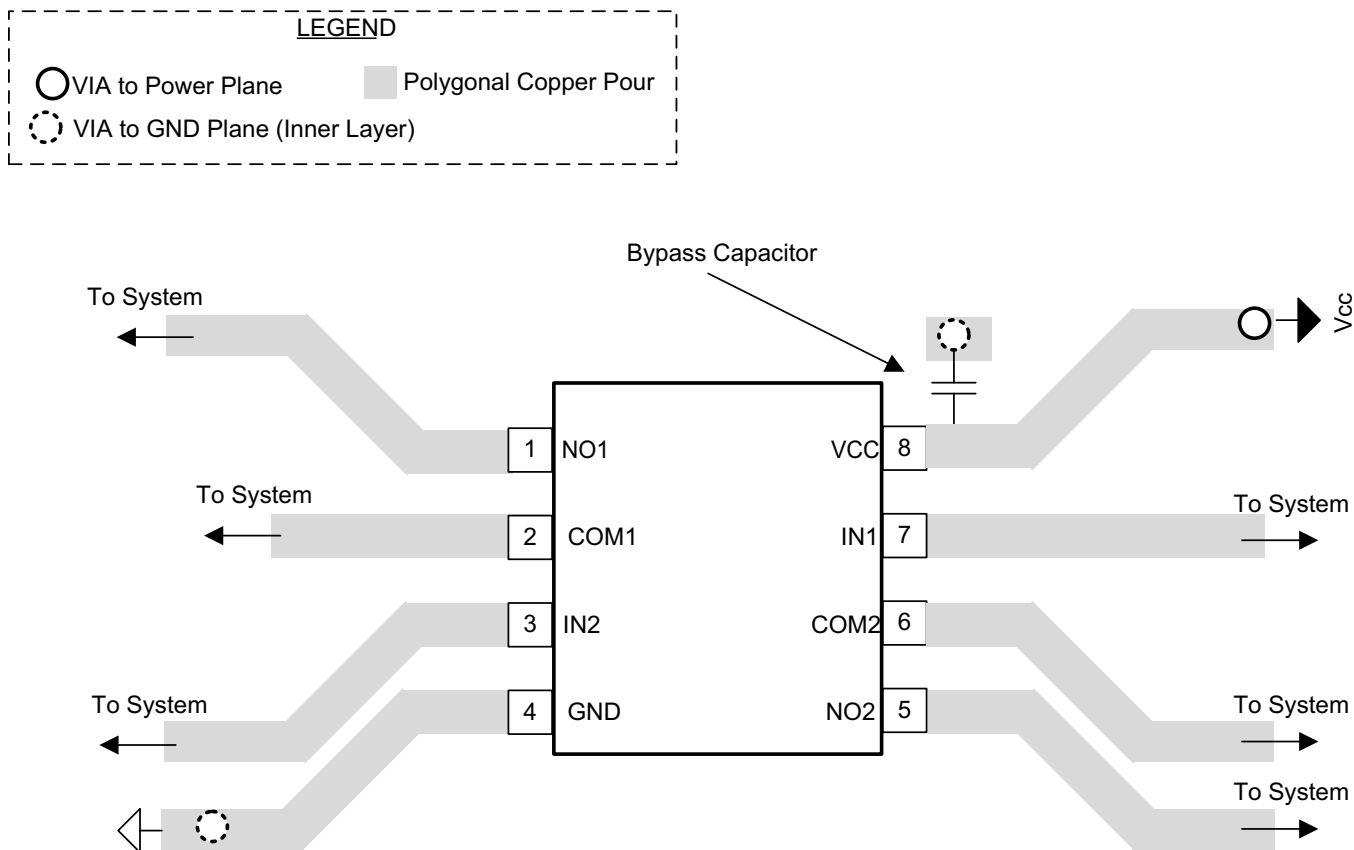 LEGEND
VIA to Power Plane
Polygonal Copper Pour
VIA to GND Plane (Inner Layer)
Bypass Capacitor
To System
Vcc
1 NO1
VCC 8
To System
To System
2 COM1
IN1 7
3 IN2
COM2 6
To System
To System
4 GND
NO2 5
To System